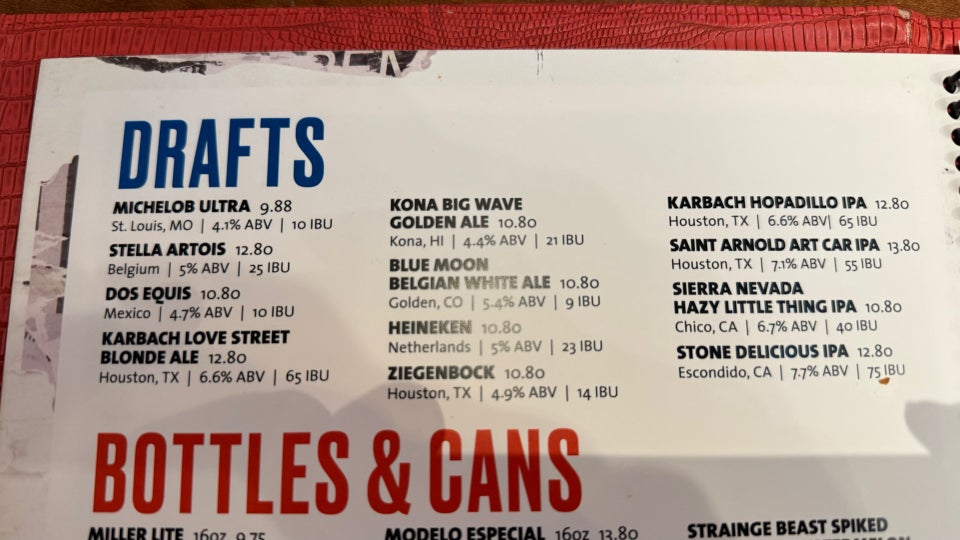 DRAFTS
MICHELOB ULTRA 9.88
St. Louis, MO | 4.1% ABV | 10 IBU
STELLA ARTOIS 12.80
Belgium | 5% ABV | 25 IBU
DOS EQUIS 10.80
Mexico | 4.7% ABV | 10 IBU
KARBACH LOVE STREET
BLONDE ALE 12.80
Houston, TX | 6.6% ABV | 65 IBU
KONA BIG WAVE
GOLDEN ALE 10.80
Kona, HI | 4.4% ABV | 21 IBU
BLUE MOON
BELGIAN WHITE ALE 10.80
Golden, CO | 5.4% ABV | 9 IBU
HEINEKEN 10.80
Netherlands | 5% ABV | 23 IBU
ZIEGENBOCK 10.80
Houston, TX | 4.9% ABV | 14 IBU
KARBACH HOPADILLO IPA 12.80
Houston, TX | 6.6% ABV| 65 IBU
SAINT ARNOLD ART CAR IPA 13.80
Houston, TX | 7.1% ABV | 55 IBU
SIERRA NEVADA
HAZY LITTLE THING IPA 10.80
Chico, CA | 6.7% ABV | 40 IBU
STONE DELICIOUS IPA 12.80
Escondido, CA | 7.7% ABV | 75 IBU
BOTTLES & CANS
MILLER LITE 16oz 9.75
MODELO ESPECIAL 16oz 13.80
STRAINGE BEAST SPIKED